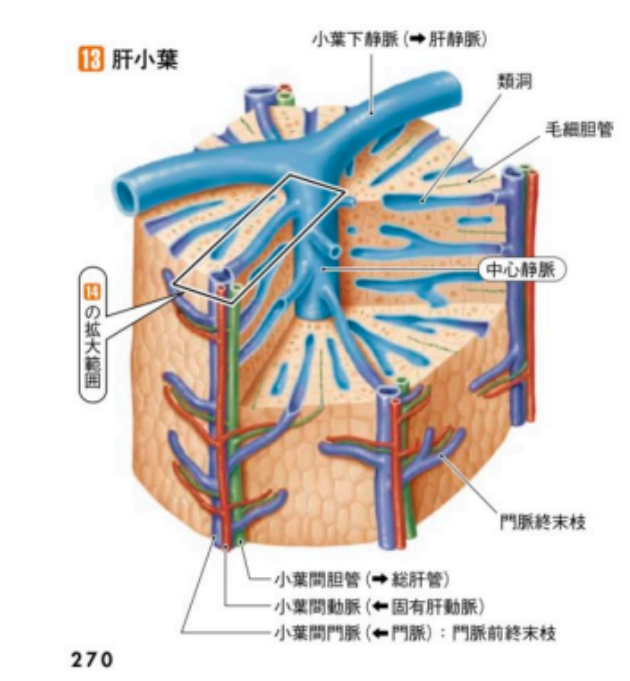 13 肝小葉
小葉下静脈 (➡肝静脈)
類洞
毛細胆管
中心静脈
14の拡大範囲
門脈終末枝
小葉間胆管 (➡総肝管)
小葉間動脈 (⬅固有肝動脈)
小葉間門脈 (⬅門脈) : 門脈前終末枝
270